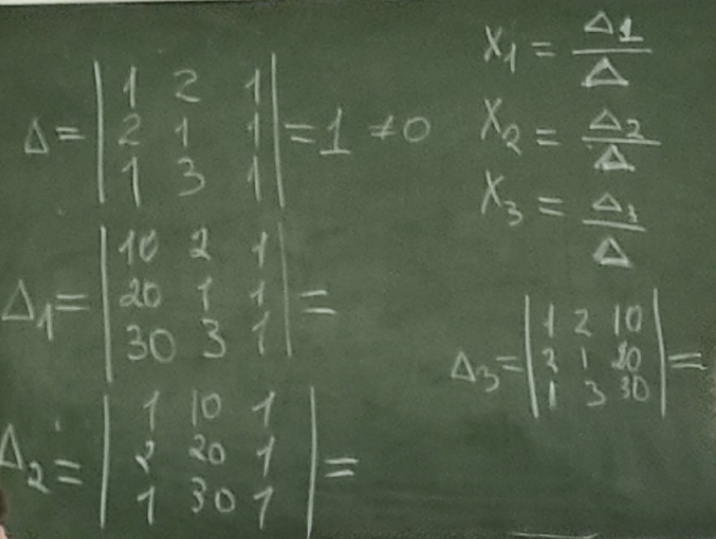 Δ = | 1 2 1 |
| 2 1 1 | = 1 ≠ 0
| 1 3 1 |
Δ₁ = | 10 2 1 |
| 20 1 1 | =
| 30 3 1 |
Δ₂ = | 1 10 1 |
| 2 20 1 | =
| 1 30 1 |
X₁ = Δ₁ / Δ
X₂ = Δ₂ / Δ
X₃ = Δ₃ / Δ
Δ₃ = | 1 2 10 |
| 2 1 20 | =
| 1 3 30 |